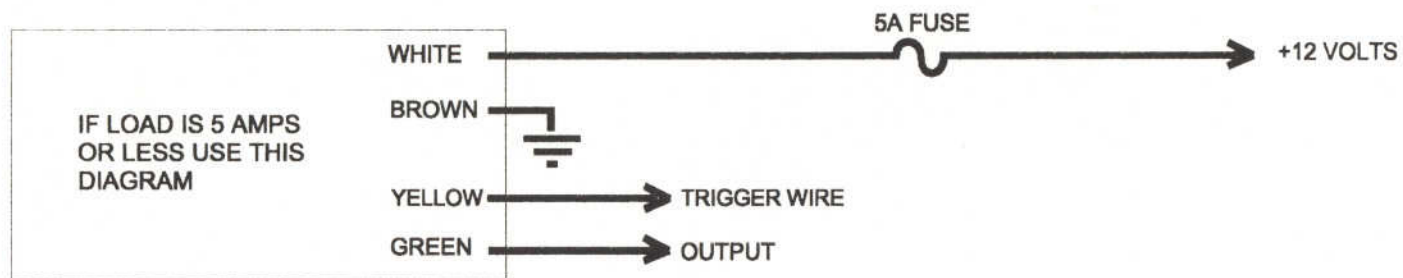 5A FUSE
WHITE
+12 VOLTS
BROWN
IF LOAD IS 5 AMPS
OR LESS USE THIS
DIAGRAM
YELLOW
TRIGGER WIRE
GREEN
OUTPUT